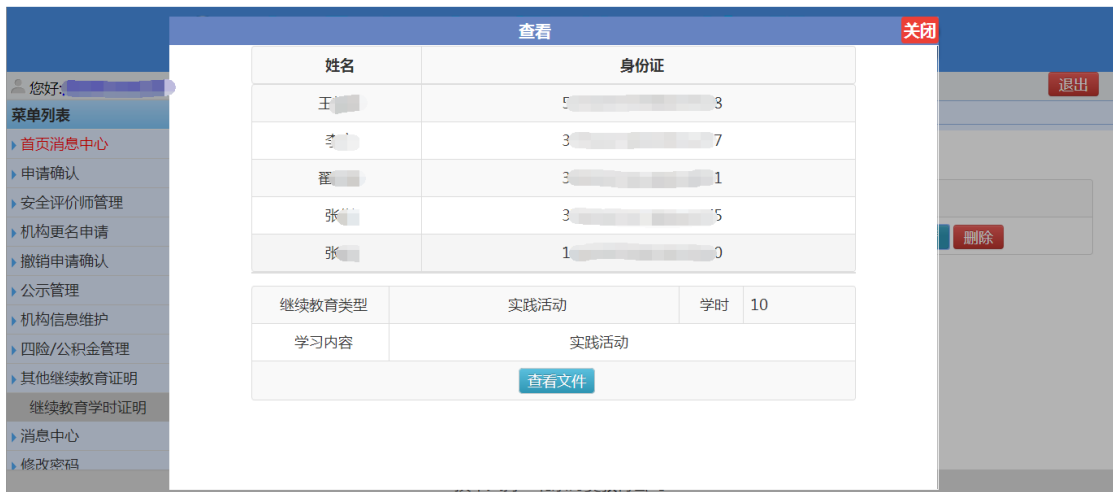 查看
关闭
您好:
退出
姓名 身份证
菜单列表
王 5 8
首页消息中心
李 3 7
申请确认
翟 3 1
安全评价师管理
张 3 5
机构更名申请
删除
张 1 0
撤销申请确认
公示管理
继续教育类型 实践活动 学时 10
机构信息维护
学习内容 实践活动
四险/公积金管理
其他继续教育证明
查看文件
继续教育学时证明
消息中心
修改密码